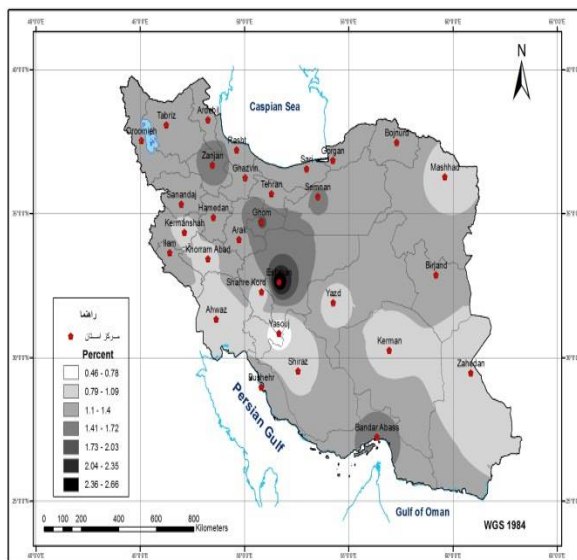 N
Caspian Sea
Ardebil
Tabriz
Oroomieh
Rasht
Bojnurd
Gorgan
Zanjan
Sari
Mashhad
Ghazvin
Tehran
Semnan
Sanandaj
Hamedan
Ghom
Kermanshah
Arak
Ilam
Khorram Abad
Birjand
Shahre Kord
Yazd
Ahwaz
Yasouj
Kerman
Shiraz
Zahedan
Bushehr
Bandar Abass
Persian Gulf
Gulf of Oman
راهنما
مرکز استان
Percent
0.46 - 0.78
0.79 - 1.09
1.1 - 1.4
1.41 - 1.72
1.73 - 2.03
2.04 - 2.35
2.36 - 2.66
0 100 200 400 600 800
Kilometers
WGS 1984